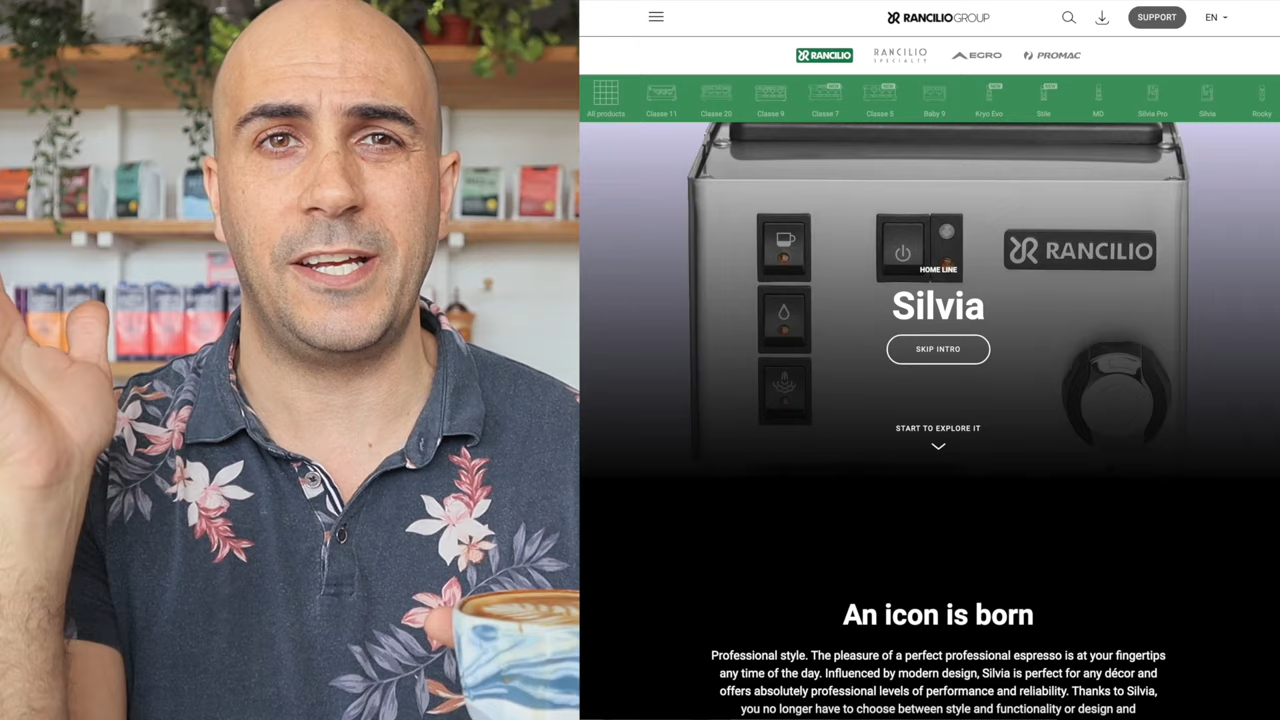 RANCILIO GROUP
SUPPORT
EN
RANCILIO
RANCILIO
SPECIALTY
EGRO
PROMAC
All products
Classe 11
Classe 20
Classe 9
NEW
Classe 7
NEW
Classe 5
Baby 9
NEW
Kryo Evo
NEW
Stile
MD
Silvia Pro
Silvia
Rocky
RANCILIO
HOME LINE
Silvia
SKIP INTRO
START TO EXPLORE IT
An icon is born
Professional style. The pleasure of a perfect professional espresso is at your fingertips
any time of the day. Influenced by modern design, Silvia is perfect for any décor and
offers absolutely professional levels of performance and reliability. Thanks to Silvia,
you no longer have to choose between style and functionality or design and